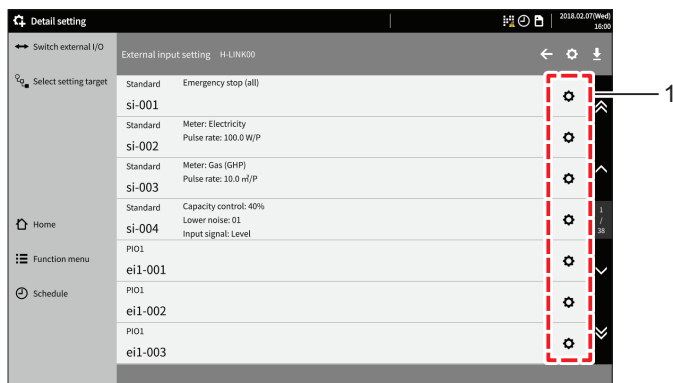 Detail setting
2018.02.07(Wed)
16:00
Switch external I/O
Select setting target
Home
Function menu
Schedule
External input setting H-LINK00
Standard Emergency stop (all)
si-001
Standard Meter: Electricity
Pulse rate: 100.0 W/P
si-002
Standard Meter: Gas (GHP)
Pulse rate: 10.0 ㎥/P
si-003
Standard Capacity control: 40%
Lower noise: 01
si-004
Input signal: Level
PIO1
ei1-001
PIO1
ei1-002
PIO1
ei1-003
1
/
38
1